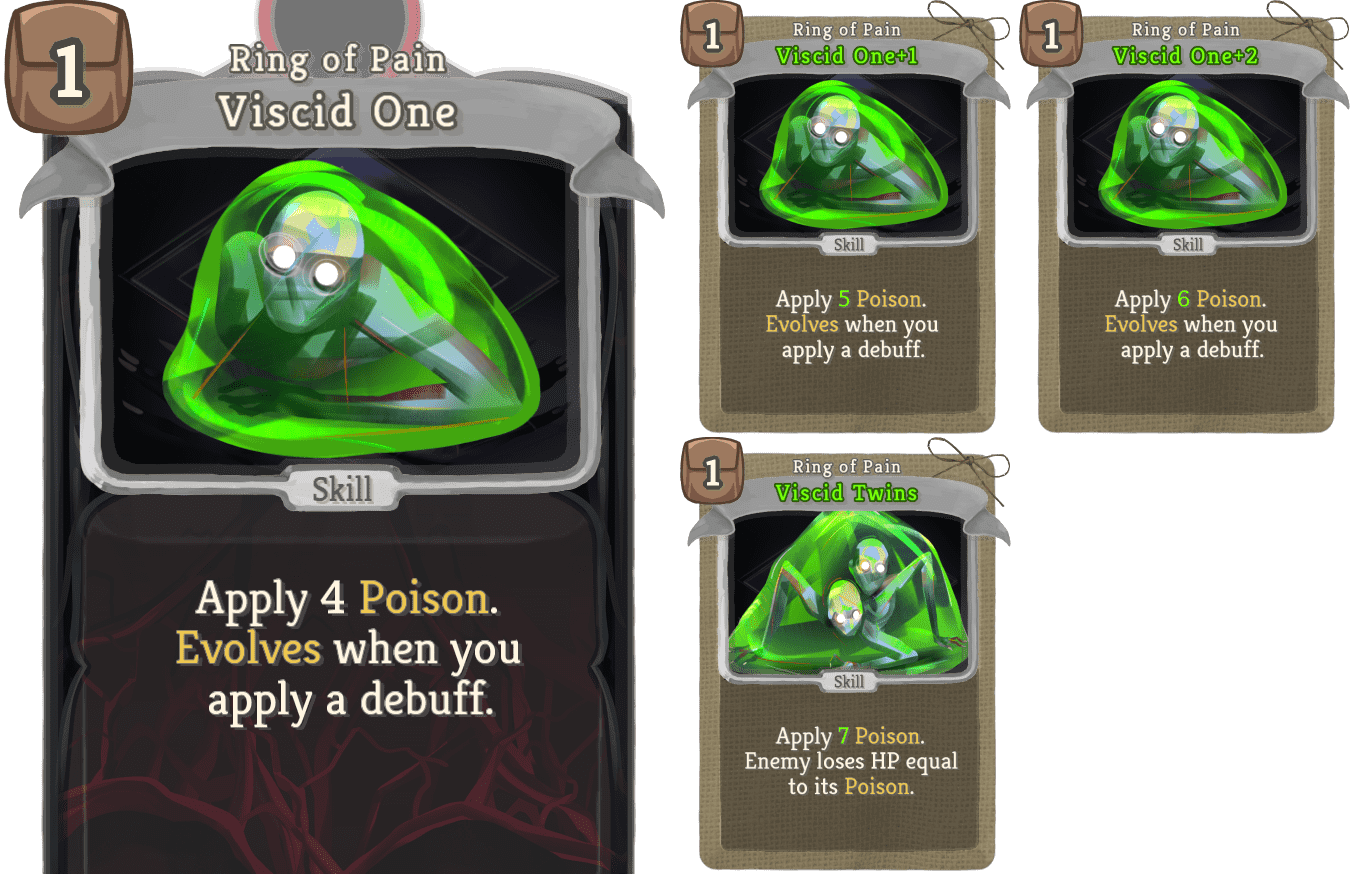 1
Ring of Pain
Viscid One
Skill
Apply 4 Poison.
Evolves when you
apply a debuff.
1
Ring of Pain
Viscid One+1
Skill
Apply 5 Poison.
Evolves when you
apply a debuff.
1
Ring of Pain
Viscid One+2
Skill
Apply 6 Poison.
Evolves when you
apply a debuff.
1
Ring of Pain
Viscid Twins
Skill
Apply 7 Poison.
Enemy loses HP equal
to its Poison.